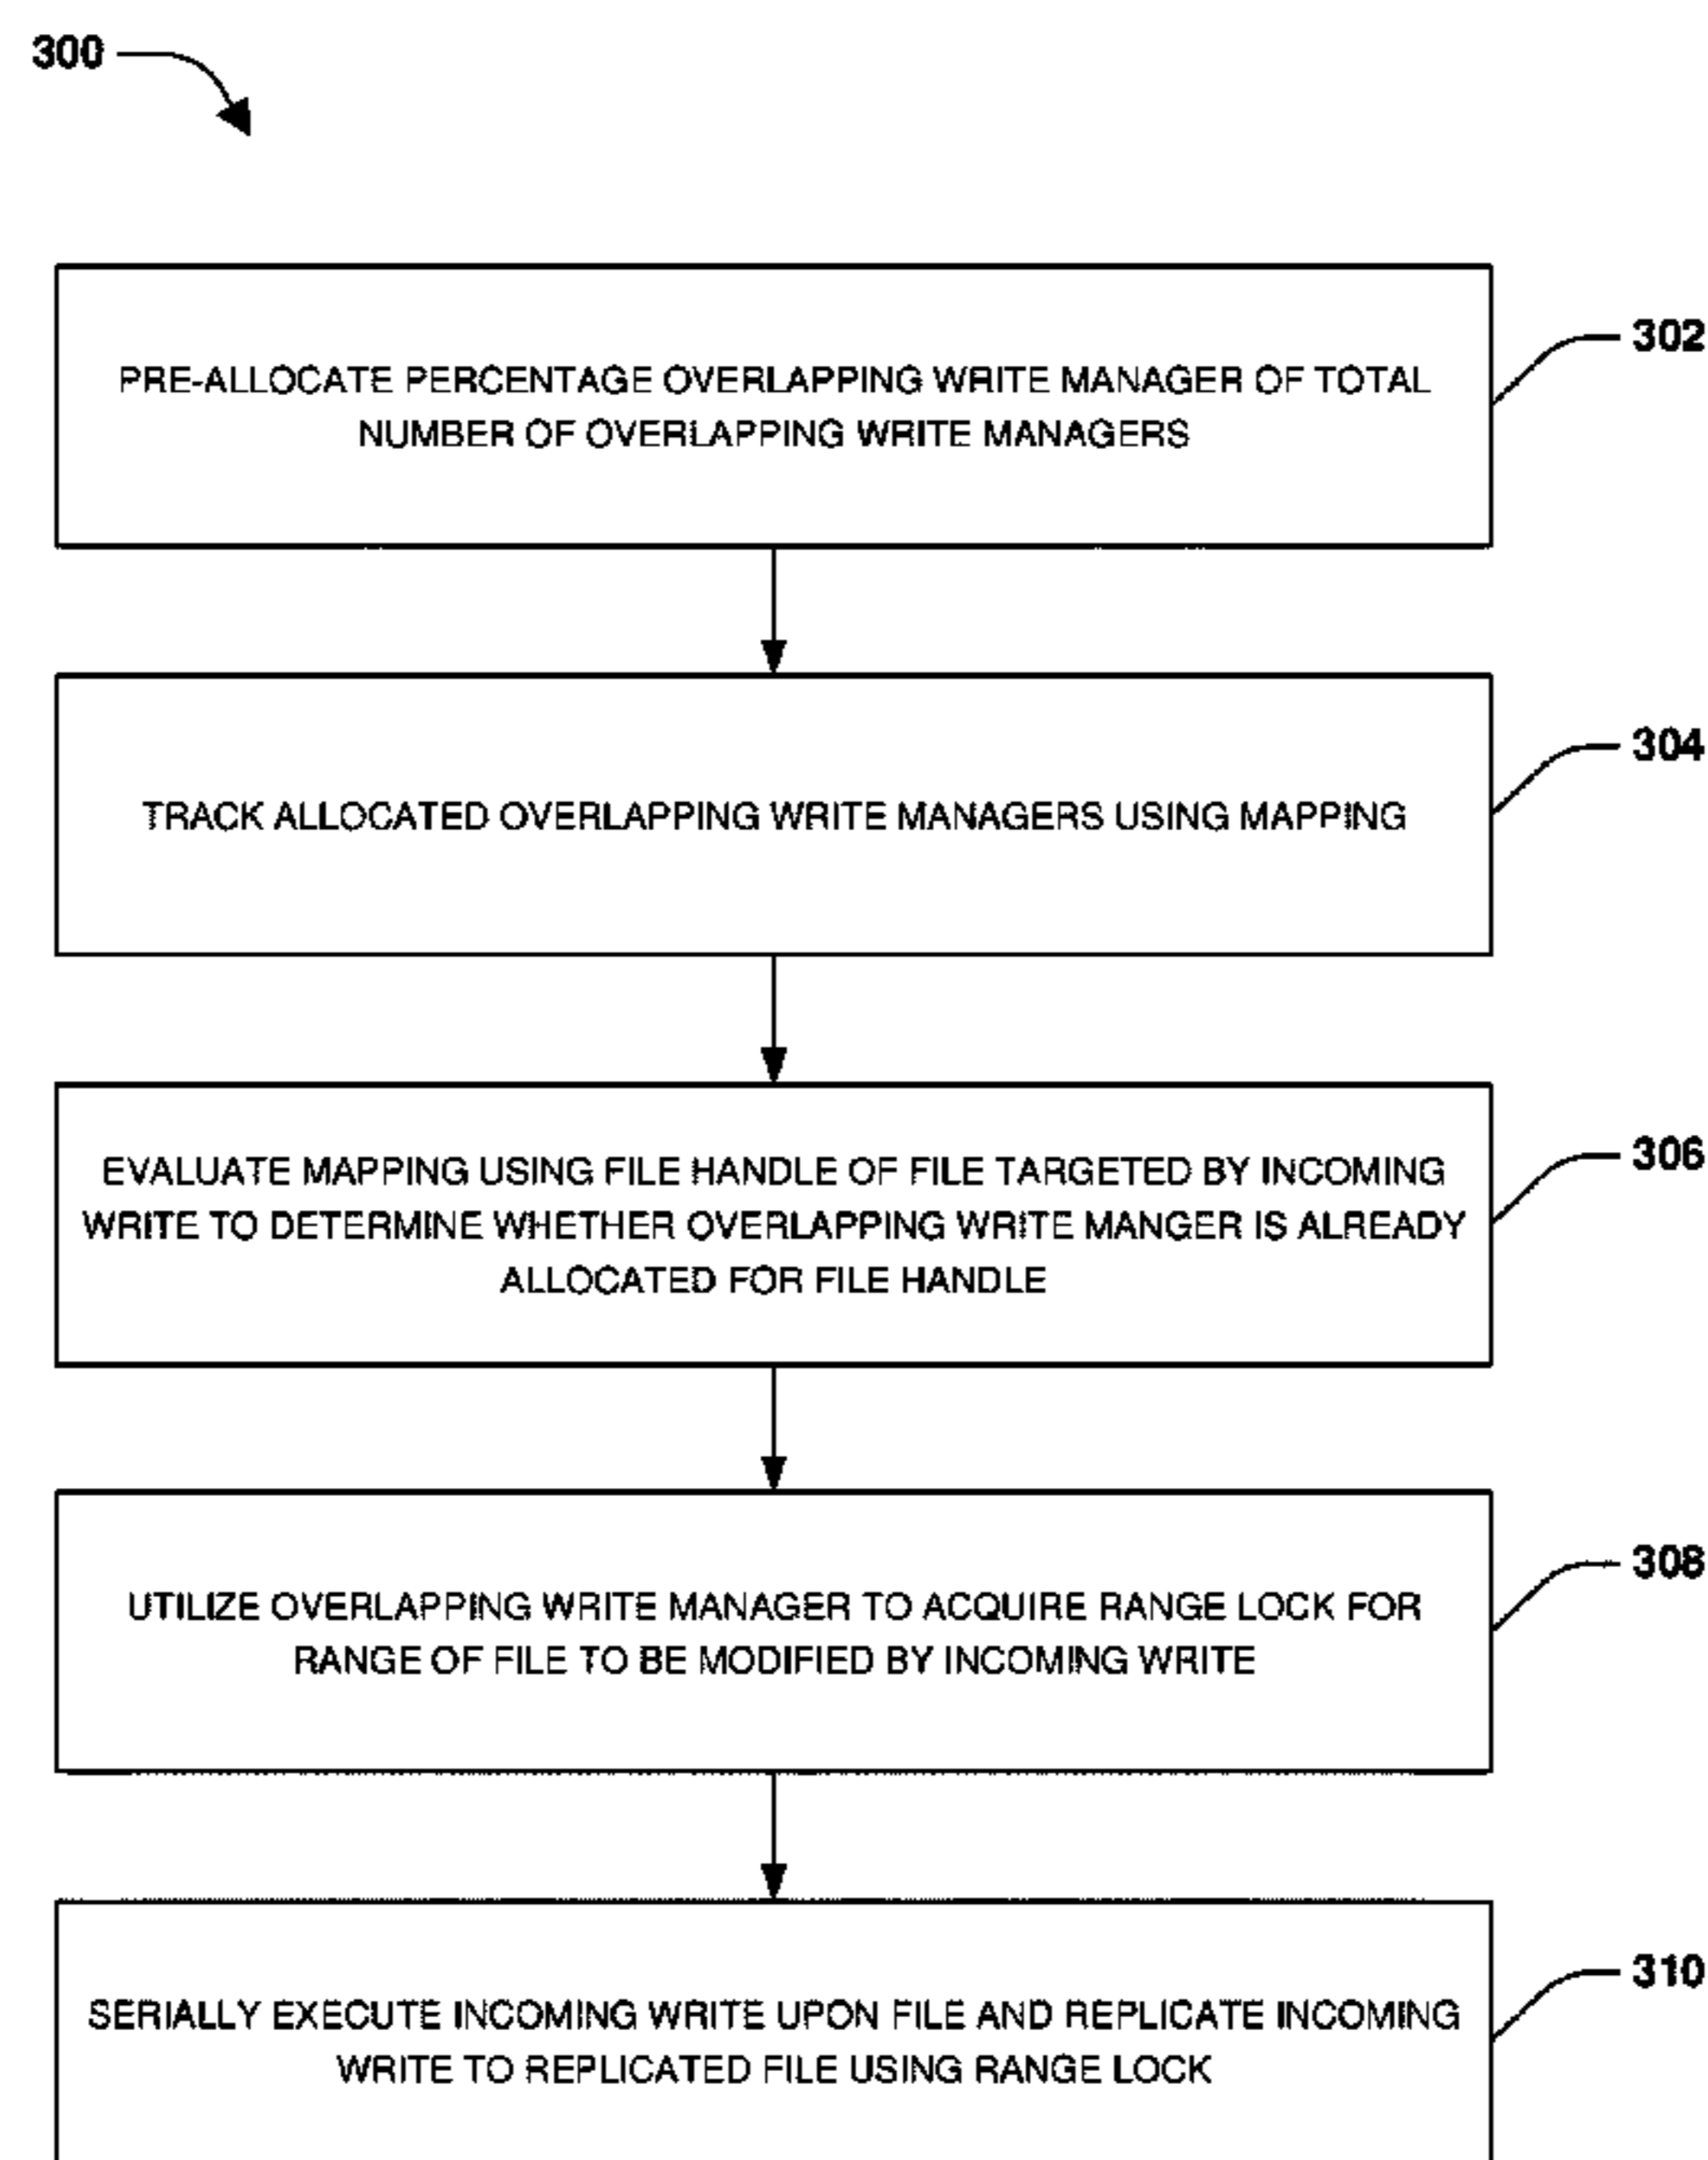 300
302
PRE-ALLOCATE PERCENTAGE OVERLAPPING WRITE MANAGER OF TOTAL
NUMBER OF OVERLAPPING WRITE MANAGERS
304
TRACK ALLOCATED OVERLAPPING WRITE MANAGERS USING MAPPING
306
EVALUATE MAPPING USING FILE HANDLE OF FILE TARGETED BY INCOMING
WRITE TO DETERMINE WHETHER OVERLAPPING WRITE MANGER IS ALREADY
ALLOCATED FOR FILE HANDLE
308
UTILIZE OVERLAPPING WRITE MANAGER TO ACQUIRE RANGE LOCK FOR
RANGE OF FILE TO BE MODIFIED BY INCOMING WRITE
310
SERIALLY EXECUTE INCOMING WRITE UPON FILE AND REPLICATE INCOMING
WRITE TO REPLICATED FILE USING RANGE LOCK